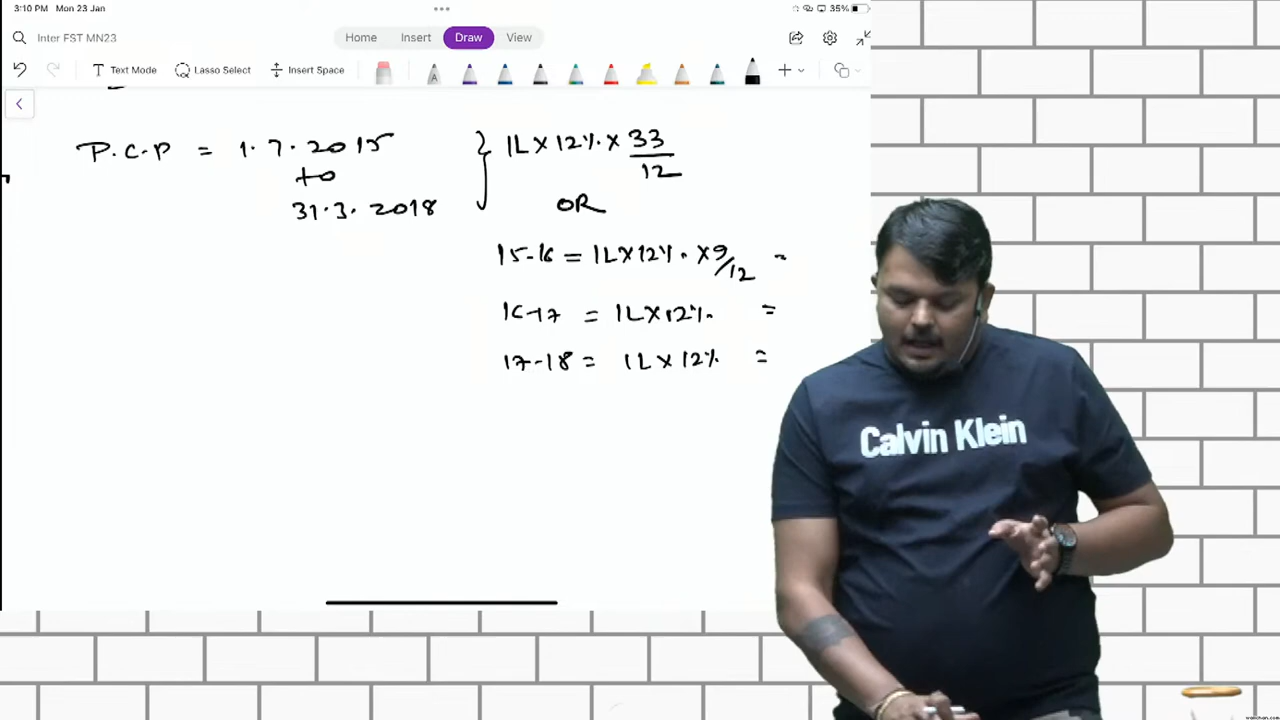 3:10 PM Mon 23 Jan
35%
Inter FST MN23
Home Insert Draw View
Text Mode Lasso Select Insert Space
P.C.P = 1.7.2015
to
31.3.2018
1L X 12% X 33
12
OR
15-16 = 1L X 12% X 9/12 =
16-17 = 1L X 12% =
17-18 = 1L X 12% =
Calvin Klein